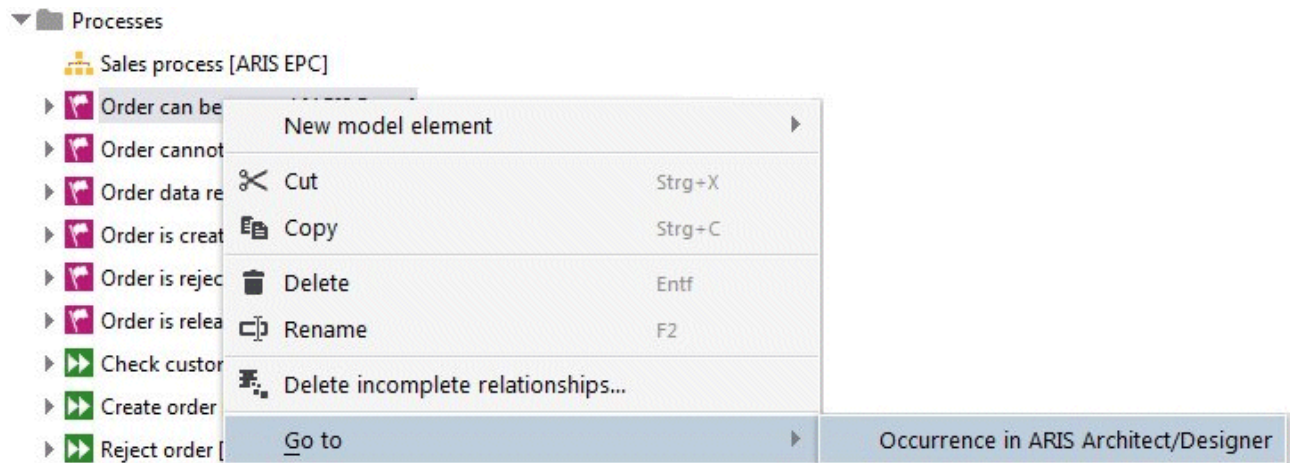 Processes
Sales process [ARIS EPC]
Order can be
New model element
Order cannot
Cut Strg+X
Order data re
Order is creat
Copy Strg+C
Order is rejec
Delete Entf
Order is relea
Rename F2
Check custor
Delete incomplete relationships...
Create order
Reject order [
Go to
Occurrence in ARIS Architect/Designer